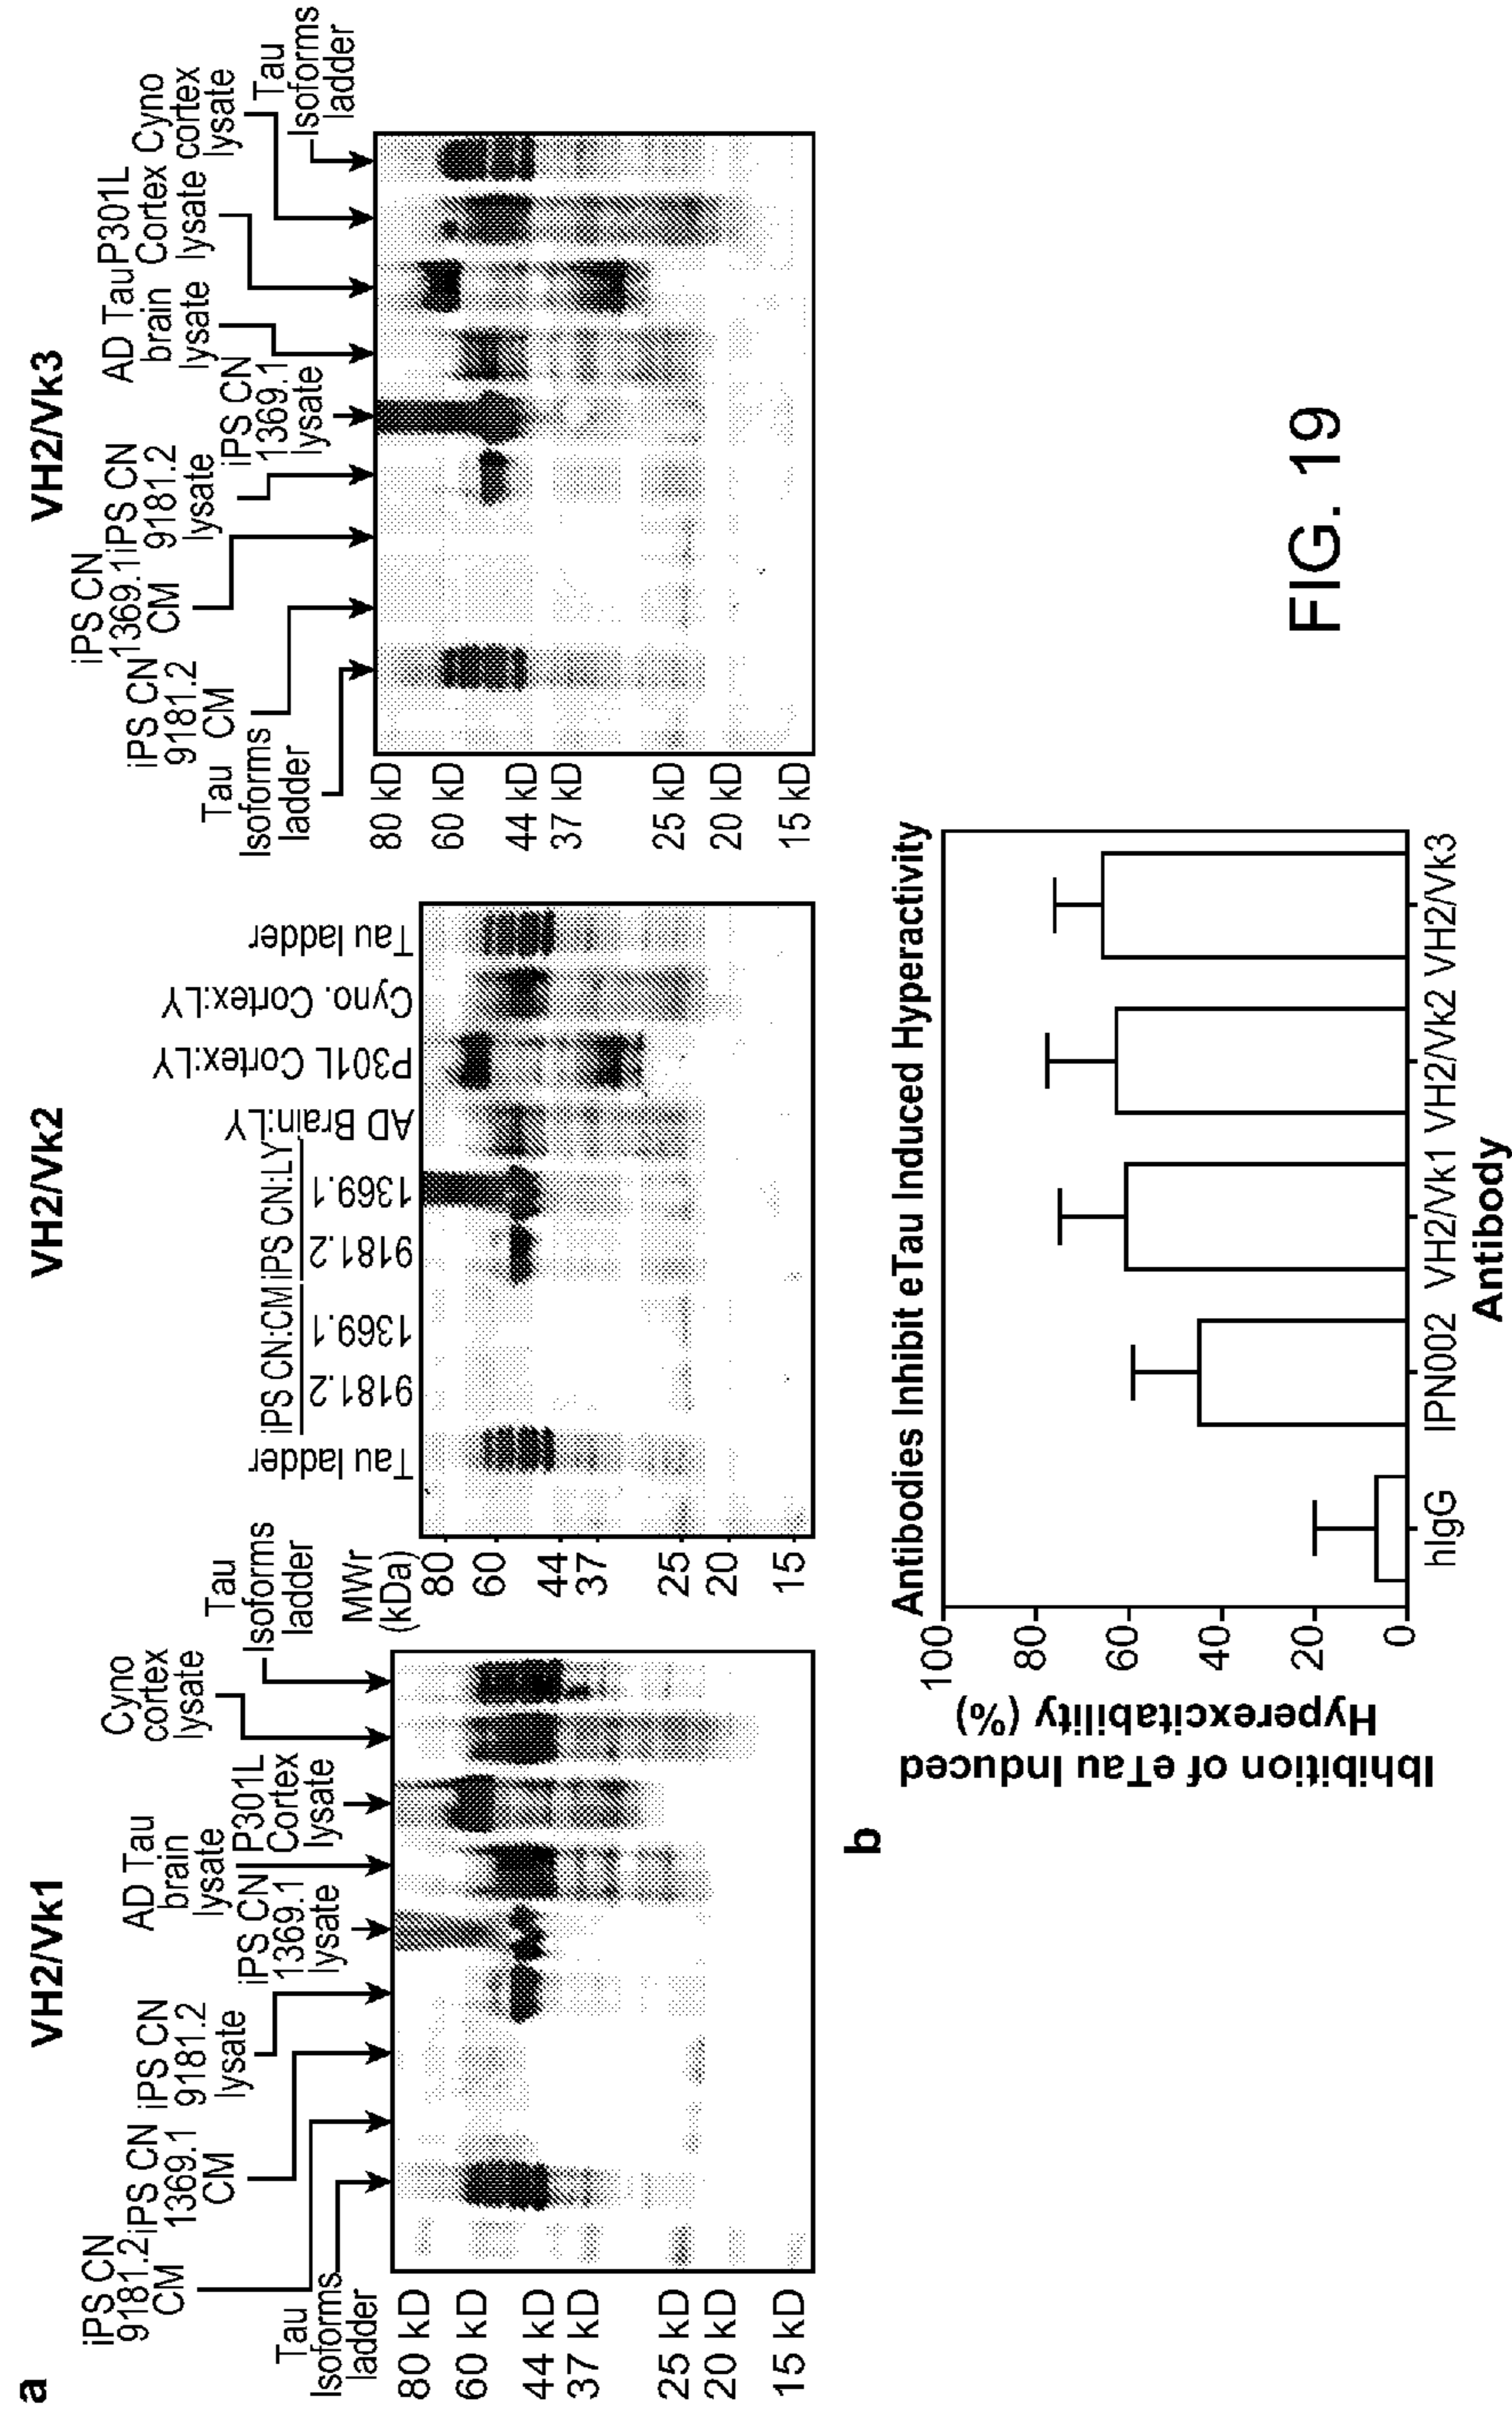 a
VH2/Vk1
iPS CN
9181.2
CM
iPS CN
1369.1
CM
iPS CN
9181.2
lysate
iPS CN
1369.1
lysate
AD Tau
brain
lysate
P301L
Cortex
lysate
Cyno
cortex
lysate
Tau
Isoforms
ladder
Tau
Isoforms
ladder
80 kD
60 kD
44 kD
37 kD
25 kD
20 kD
15 kD
VH2/Vk2
MWr
(kDa)
80
60
44
37
25
20
15
Tau ladder
iPS CN:CM
9181.2
1369.1
iPS CN:LY
9181.2
1369.1
AD Brain:LY
P301L Cortex:LY
Cyno. Cortex:LY
Tau ladder
VH2/Vk3
Tau
Isoforms
ladder
iPS CN
9181.2
CM
iPS CN
1369.1
CM
iPS CN
9181.2
lysate
iPS CN
1369.1
lysate
AD Tau
brain
lysate
P301L
Cortex
lysate
Cyno
cortex
lysate
Tau
Isoforms
ladder
80 kD
60 kD
44 kD
37 kD
25 kD
20 kD
15 kD
b
Antibodies Inhibit eTau Induced Hyperactivity
Ibhibition of eTau Induced
Hyperexcitability (%)
100
80
60
40
20
0
hIgG
IPN002
VH2/Vk1
VH2/Vk2
VH2/Vk3
Antibody
FIG. 19